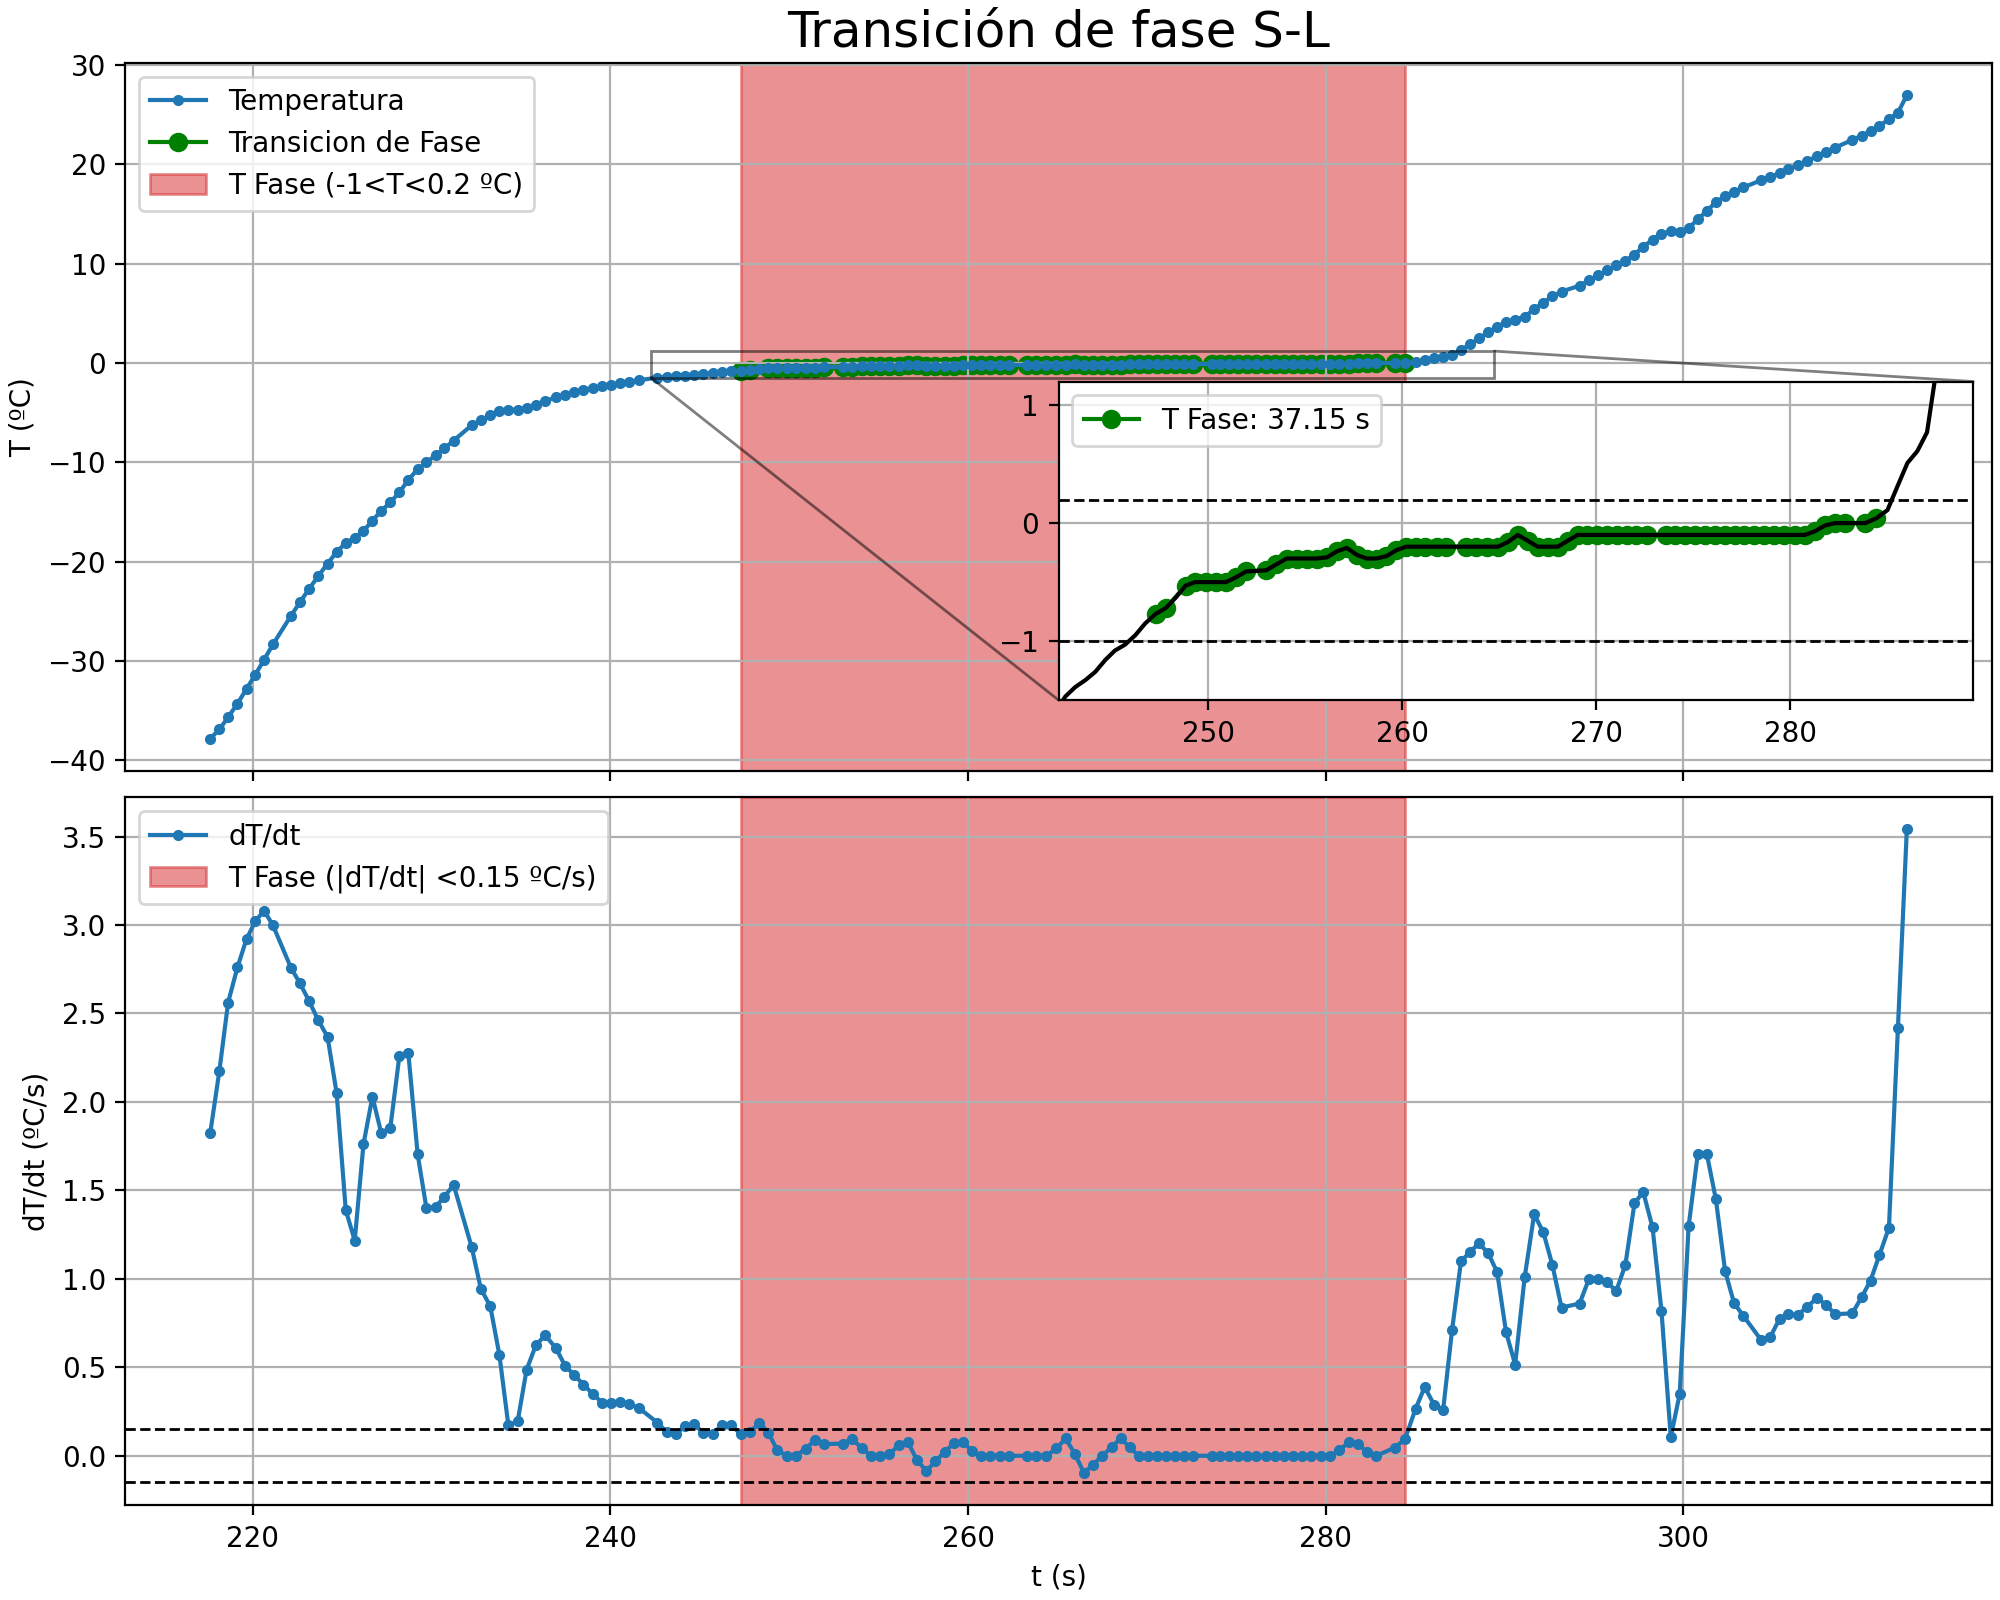 Transición de fase S-L
30
20
10
0
−10
−20
−30
−40
T (ºC)
Temperatura
Transicion de Fase
T Fase (-1<T<0.2 ºC)
T Fase: 37.15 s
1
0
−1
250 260 270 280
3.5
3.0
2.5
2.0
1.5
1.0
0.5
0.0
dT/dt (ºC/s)
dT/dt
T Fase (|dT/dt| <0.15 ºC/s)
220 240 260 280 300
t (s)